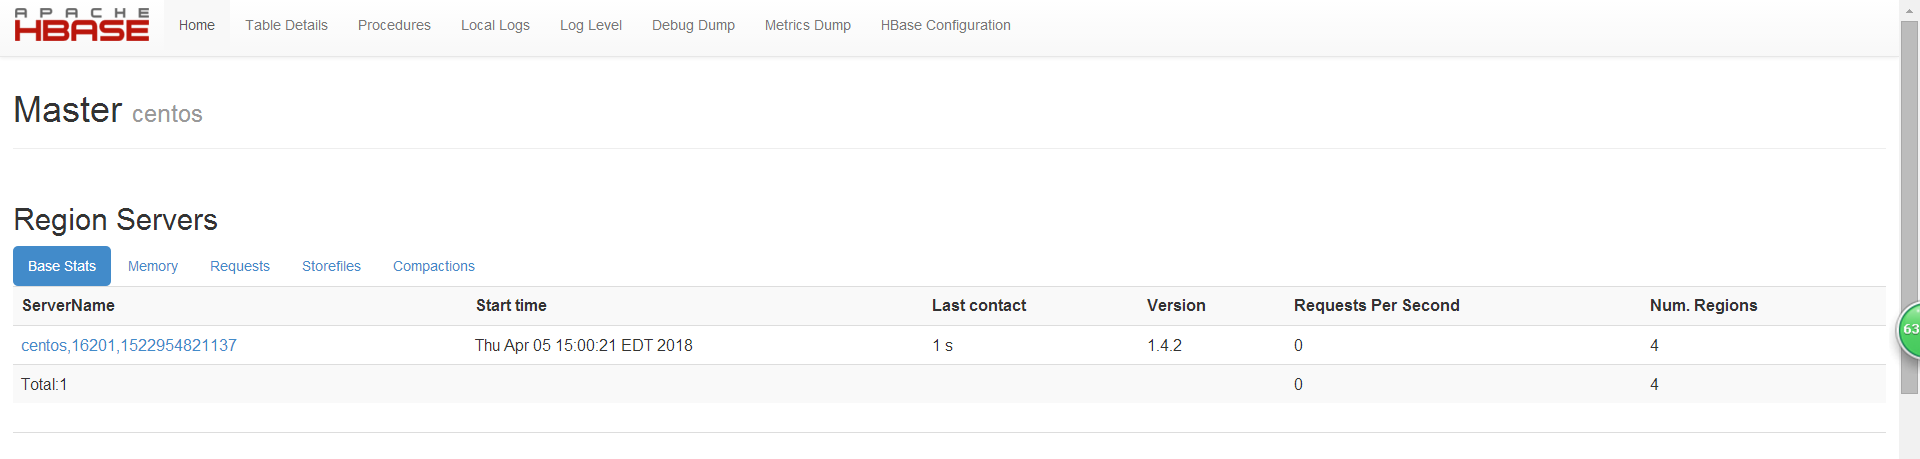 APACHE
HBASE
Home Table Details Procedures Local Logs Log Level Debug Dump Metrics Dump HBase Configuration
Master centos
Region Servers
Base Stats Memory Requests Storefiles Compactions
ServerName Start time Last contact Version Requests Per Second Num. Regions
centos,16201,1522954821137 Thu Apr 05 15:00:21 EDT 2018 1 s 1.4.2 0 4
63
Total:1 0 4